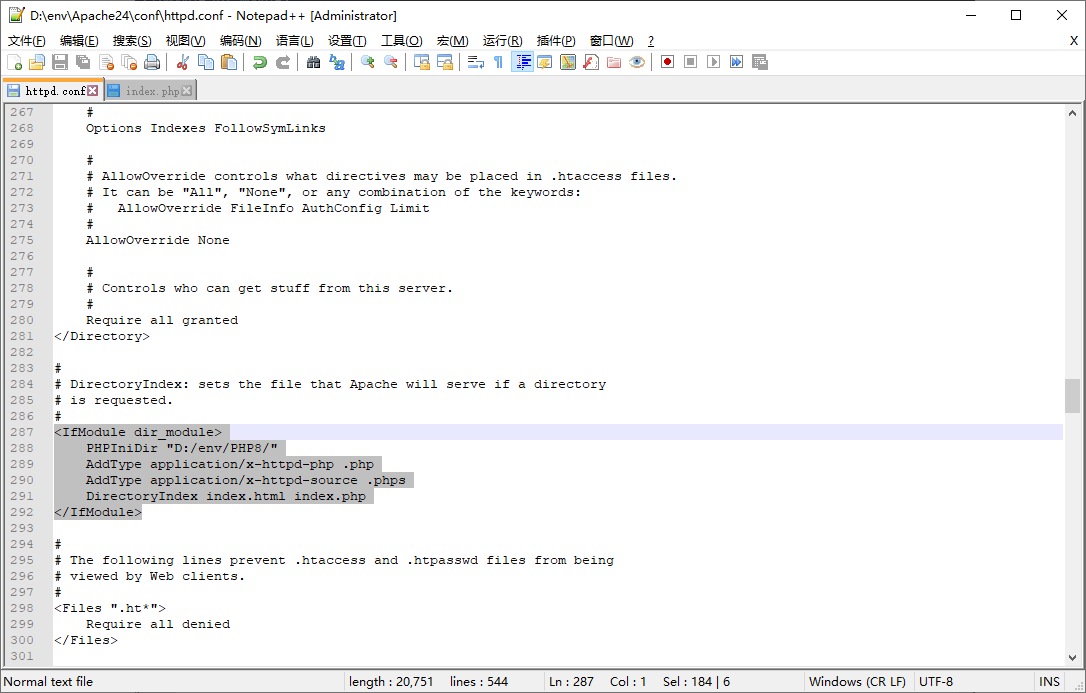 D:\env\Apache24\conf\httpd.conf - Notepad++ [Administrator]
文件(F) 编辑(E) 搜索(S) 视图(V) 编码(N) 语言(L) 设置(T) 工具(O) 宏(M) 运行(R) 插件(P) 窗口(W) ? X
httpd.conf index.php
267 #
268 Options Indexes FollowSymLinks
269
270 #
271 # AllowOverride controls what directives may be placed in .htaccess files.
272 # It can be "All", "None", or any combination of the keywords:
273 #   AllowOverride FileInfo AuthConfig Limit
274 #
275 AllowOverride None
276
277 #
278 # Controls who can get stuff from this server.
279 #
280 Require all granted
281 </Directory>
282
283 #
284 # DirectoryIndex: sets the file that Apache will serve if a directory
285 # is requested.
286 #
287 <IfModule dir_module>
288 PHPIniDir "D:/env/PHP8/"
289 AddType application/x-httpd-php .php
290 AddType application/x-httpd-source .phps
291 DirectoryIndex index.html index.php
292 </IfModule>
293
294 #
295 # The following lines prevent .htaccess and .htpasswd files from being
296 # viewed by Web clients.
297 #
298 <Files ".ht*">
299 Require all denied
300 </Files>
301
Normal text file length : 20,751 lines : 544 Ln : 287 Col : 1 Sel : 184 | 6 Windows (CR LF) UTF-8 INS